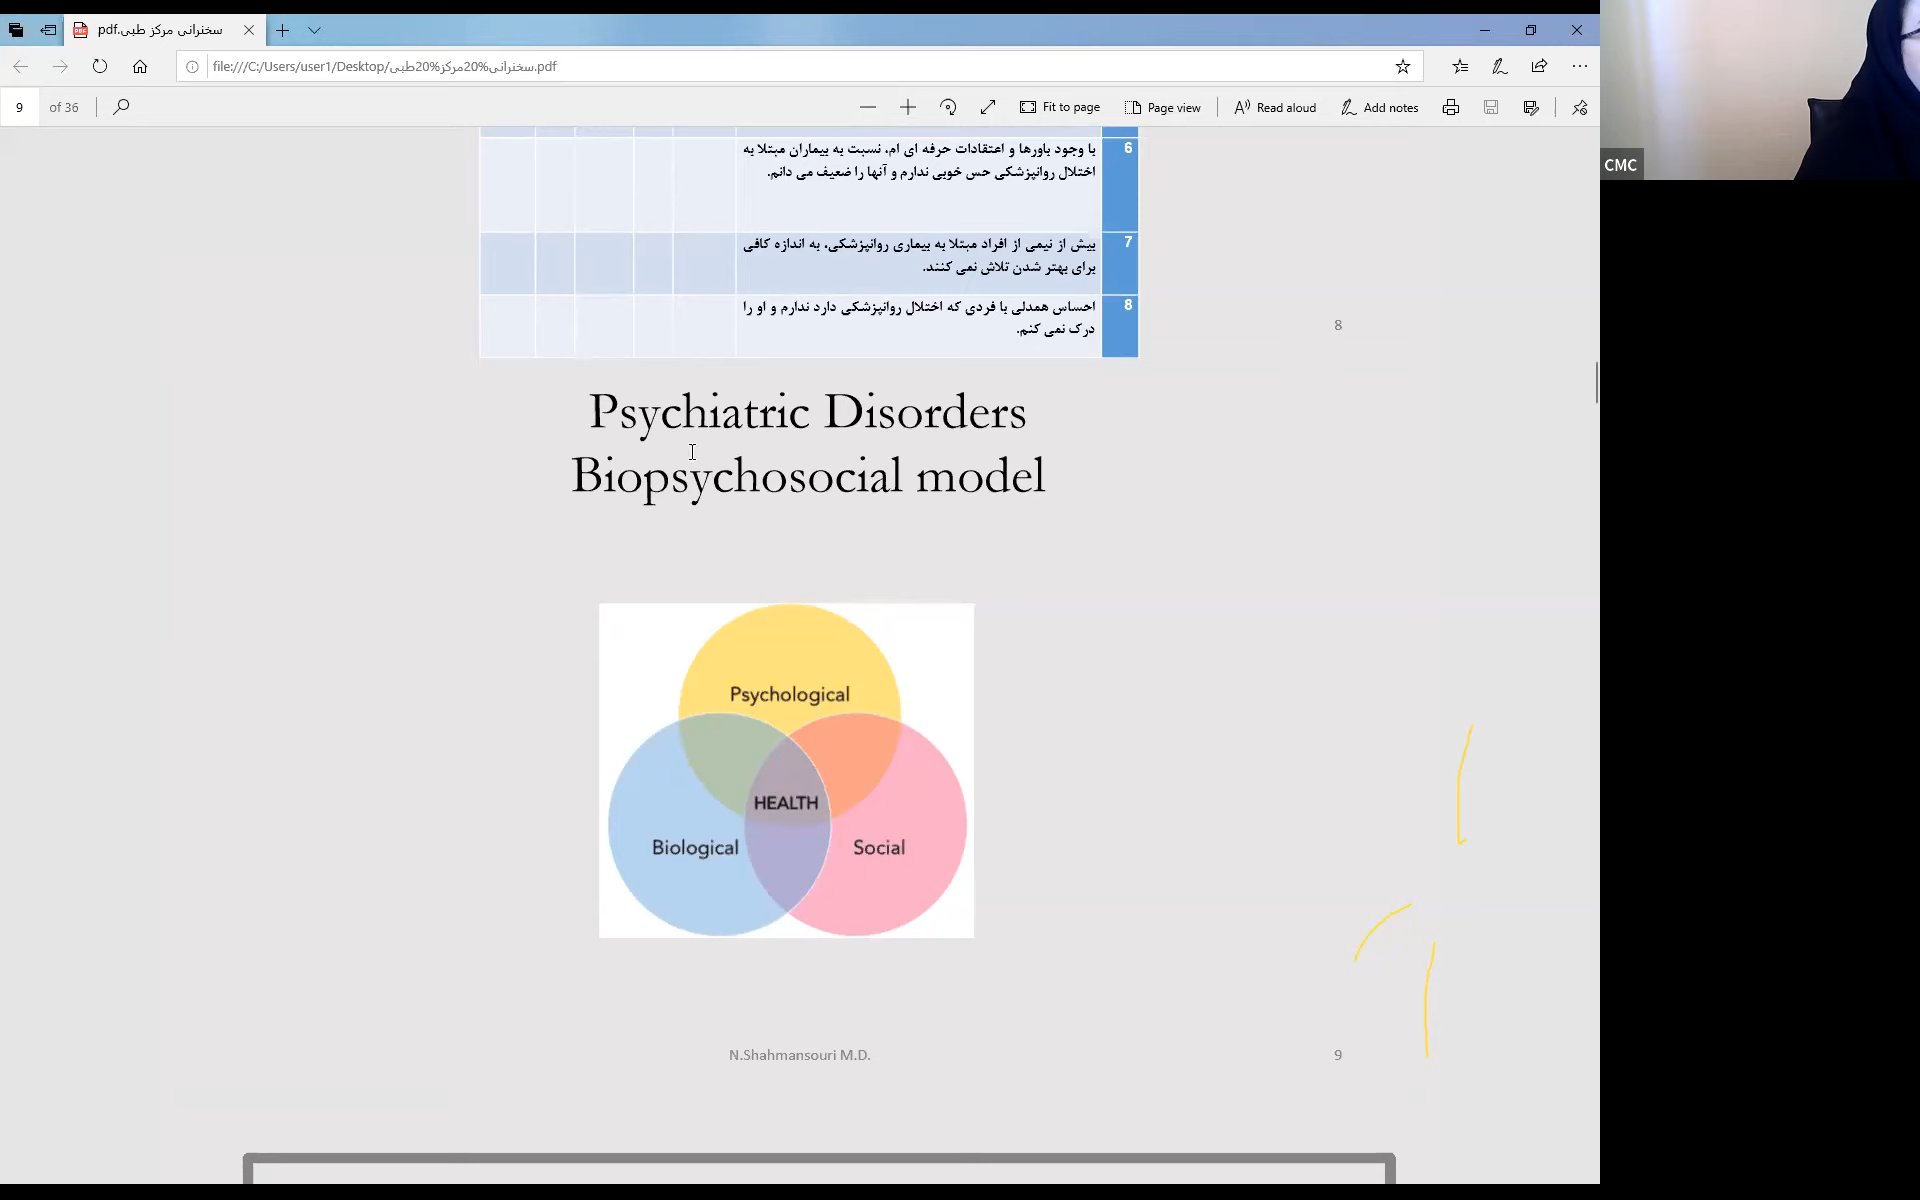 سخنرانی مرکز طبی.pdf
file:///C:/Users/user1/Desktop/سخنرانی%20مرکز%20طبی.pdf
9 of 36
Fit to page
Page view
Read aloud
Add notes
CMC
6
با وجود باورها و اعتقادات حرفه ای ام، نسبت به بیماران مبتلا به
اختلال روانپزشکی حس خوبی ندارم و آنها را ضعیف می دانم.
7
بیش از نیمی از افراد مبتلا به بیماری روانپزشکی، به اندازه کافی
برای بهتر شدن تلاش نمی کنند.
8
احساس همدلی با فردی که اختلال روانپزشکی دارد ندارم و او را
درک نمی کنم.
8
Psychiatric Disorders
Biopsychosocial model
Psychological
HEALTH
Biological
Social
N.Shahmansouri M.D.
9